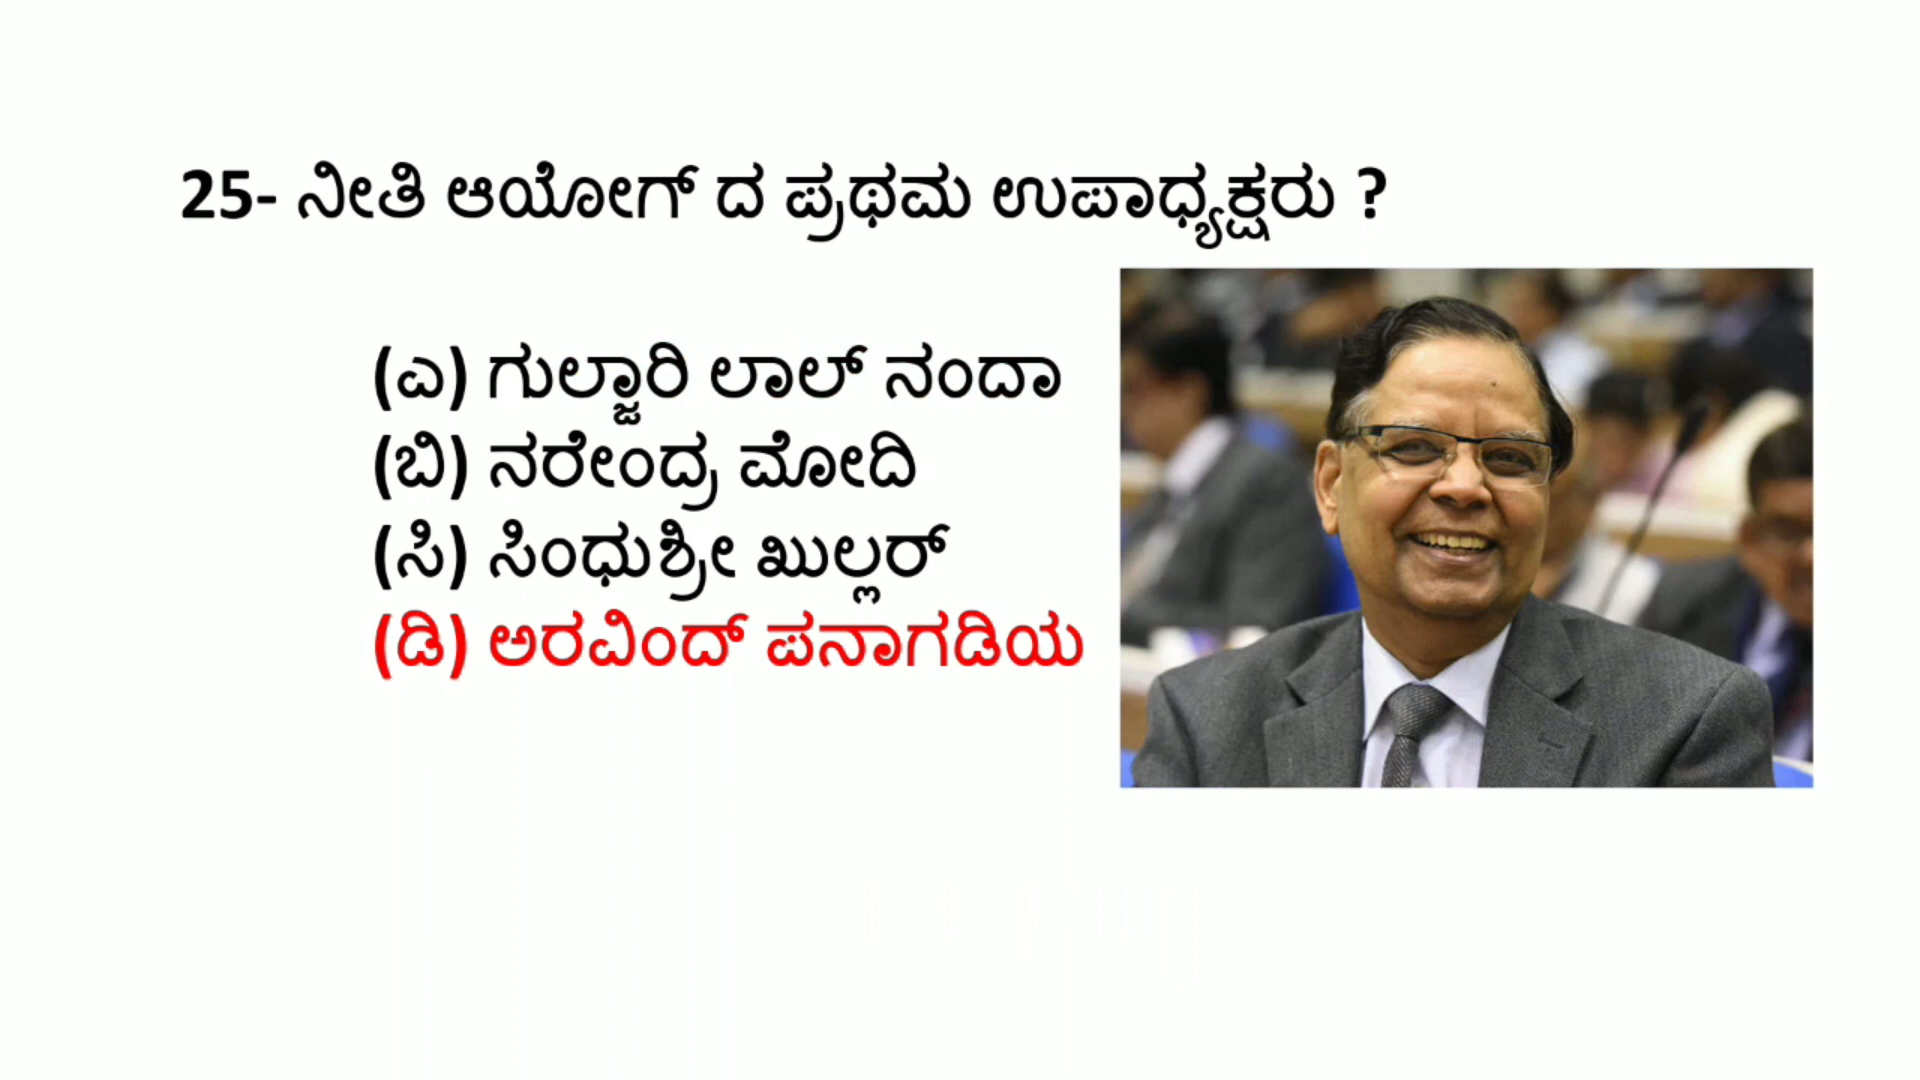 25- ನೀತಿ ಆಯೋಗ್ ದ ಪ್ರಥಮ ಉಪಾಧ್ಯಕ್ಷರು ?
(ಎ) ಗುಲ್ಜಾರಿ ಲಾಲ್ ನಂದಾ
(ಬಿ) ನರೇಂದ್ರ ಮೋದಿ
(ಸಿ) ಸಿಂಧುಶ್ರೀ ಖುಲ್ಲರ್
(ಡಿ) ಅರವಿಂದ್ ಪನಾಗಡಿಯ